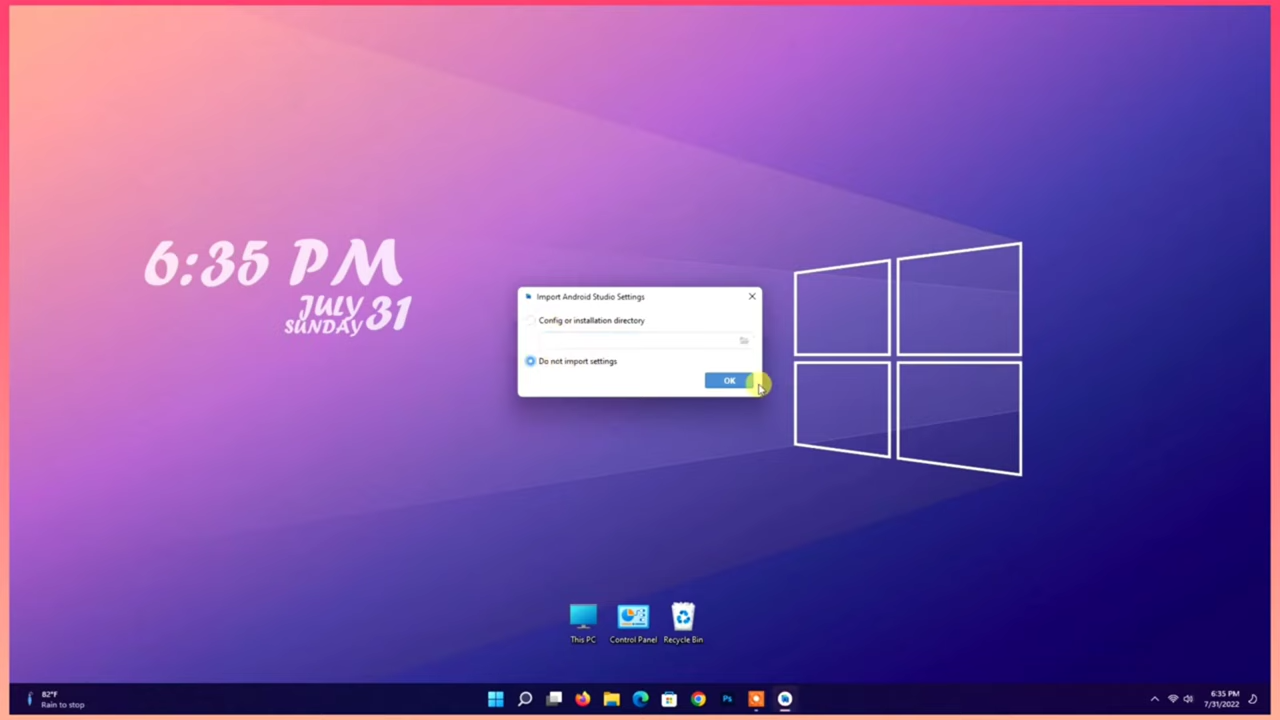 6:35 PM
JULY
SUNDAY 31
Import Android Studio Settings
Config or installation directory
Do not import settings
OK
This PC
Control Panel
Recycle Bin
82°F
Rain to stop
Ps
6:35 PM
7/31/2022